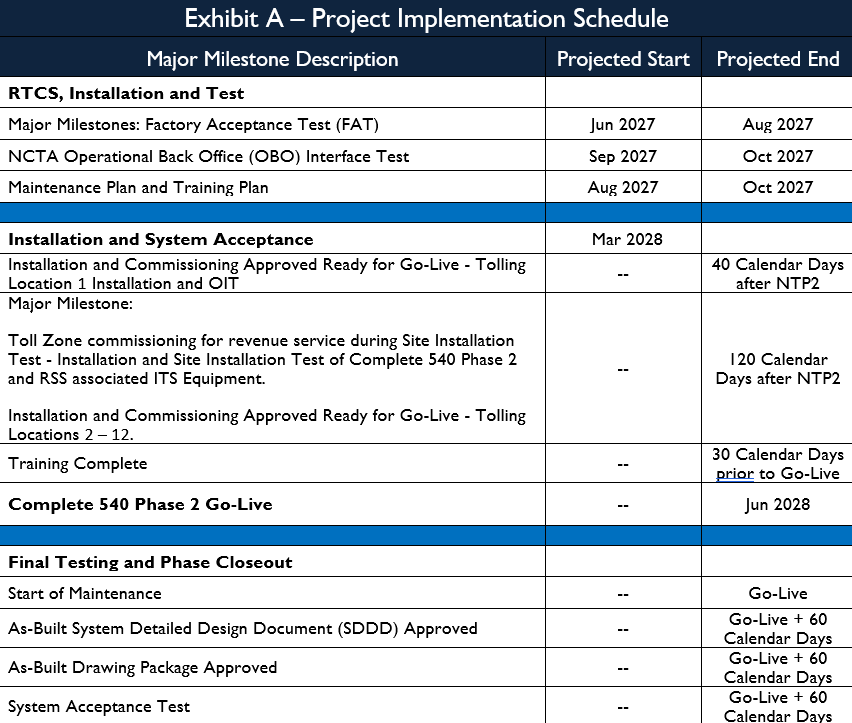 Exhibit A – Project Implementation Schedule
Major Milestone Description Projected Start Projected End
RTCS, Installation and Test
Major Milestones: Factory Acceptance Test (FAT) Jun 2027 Aug 2027
NCTA Operational Back Office (OBO) Interface Test Sep 2027 Oct 2027
Maintenance Plan and Training Plan Aug 2027 Oct 2027
Installation and System Acceptance Mar 2028
Installation and Commissioning Approved Ready for Go-Live - Tolling
Location 1 Installation and OIT
--
40 Calendar Days
after NTP2
Major Milestone:
Toll Zone commissioning for revenue service during Site Installation
Test - Installation and Site Installation Test of Complete 540 Phase 2
and RSS associated ITS Equipment.
Installation and Commissioning Approved Ready for Go-Live - Tolling
Locations 2 – 12.
--
120 Calendar
Days after NTP2
Training Complete
--
30 Calendar Days
prior to Go-Live
Complete 540 Phase 2 Go-Live -- Jun 2028
Final Testing and Phase Closeout
Start of Maintenance -- Go-Live
As-Built System Detailed Design Document (SDDD) Approved
--
Go-Live + 60
Calendar Days
As-Built Drawing Package Approved
--
Go-Live + 60
Calendar Days
System Acceptance Test
--
Go-Live + 60
Calendar Days